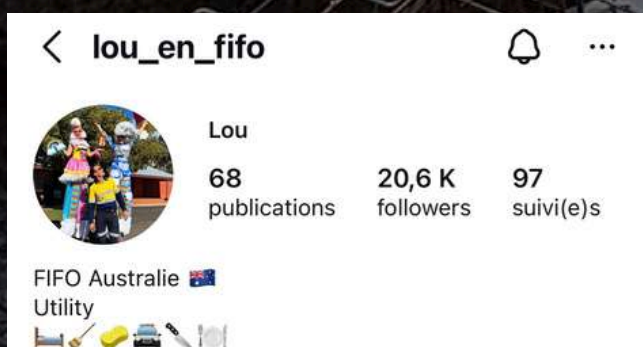 lou_en_fifo
Lou
68 20,6 K 97
publications followers suivi(e)s
FIFO Australie 🇦🇺
Utility
🛏️🧹🧽🚘🔪🍽️